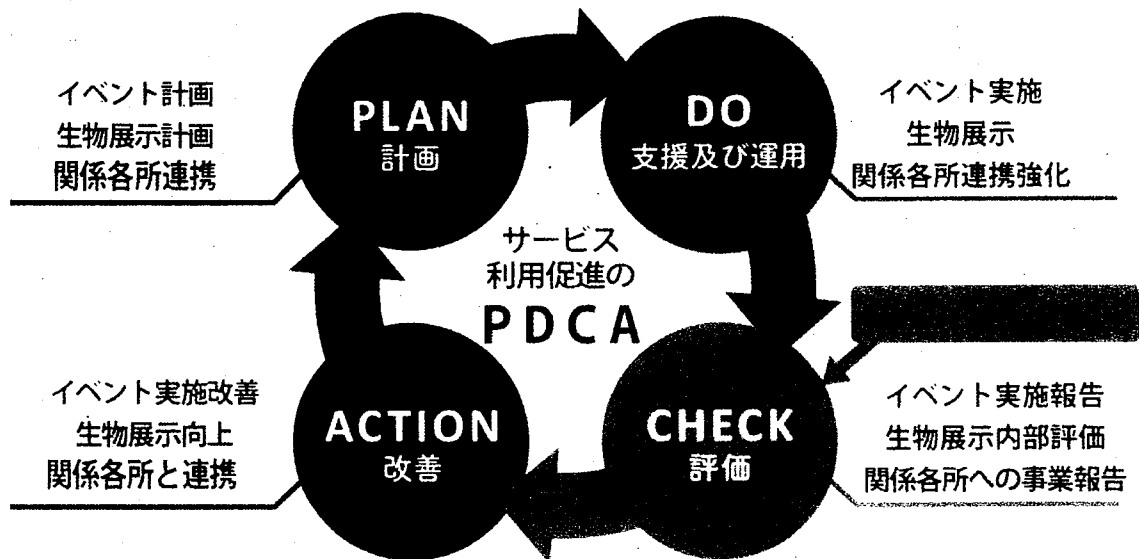 イベント計画
生物展示計画
関係各所連携
PLAN
計画
DO
支援及び運用
イベント実施
生物展示
関係各所連携強化
サービス
利用促進の
PDCA
イベント実施改善
生物展示向上
関係各所と連携
ACTION
改善
CHECK
評価
イベント実施報告
生物展示内部評価
関係各所への事業報告